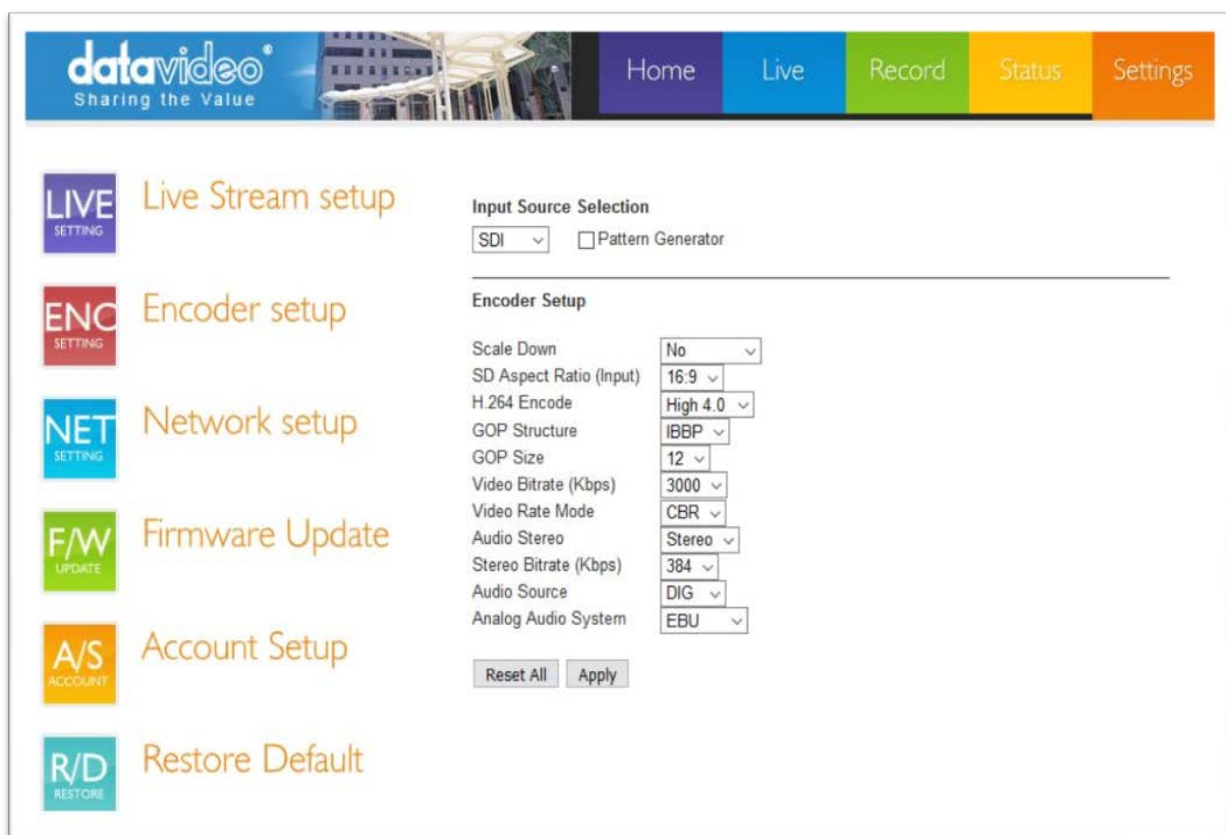 datavideo®
Sharing the Value
Home Live Record Status Settings
LIVE
SETTING
Live Stream setup
ENC
SETTING
Encoder setup
NET
SETTING
Network setup
F/W
UPDATE
Firmware Update
A/S
ACCOUNT
Account Setup
R/D
RESTORE
Restore Default
Input Source Selection
SDI Pattern Generator
Encoder Setup
Scale Down No
SD Aspect Ratio (Input) 16:9
H.264 Encode High 4.0
GOP Structure IBBP
GOP Size 12
Video Bitrate (Kbps) 3000
Video Rate Mode CBR
Audio Stereo Stereo
Stereo Bitrate (Kbps) 384
Audio Source DIG
Analog Audio System EBU
Reset All Apply